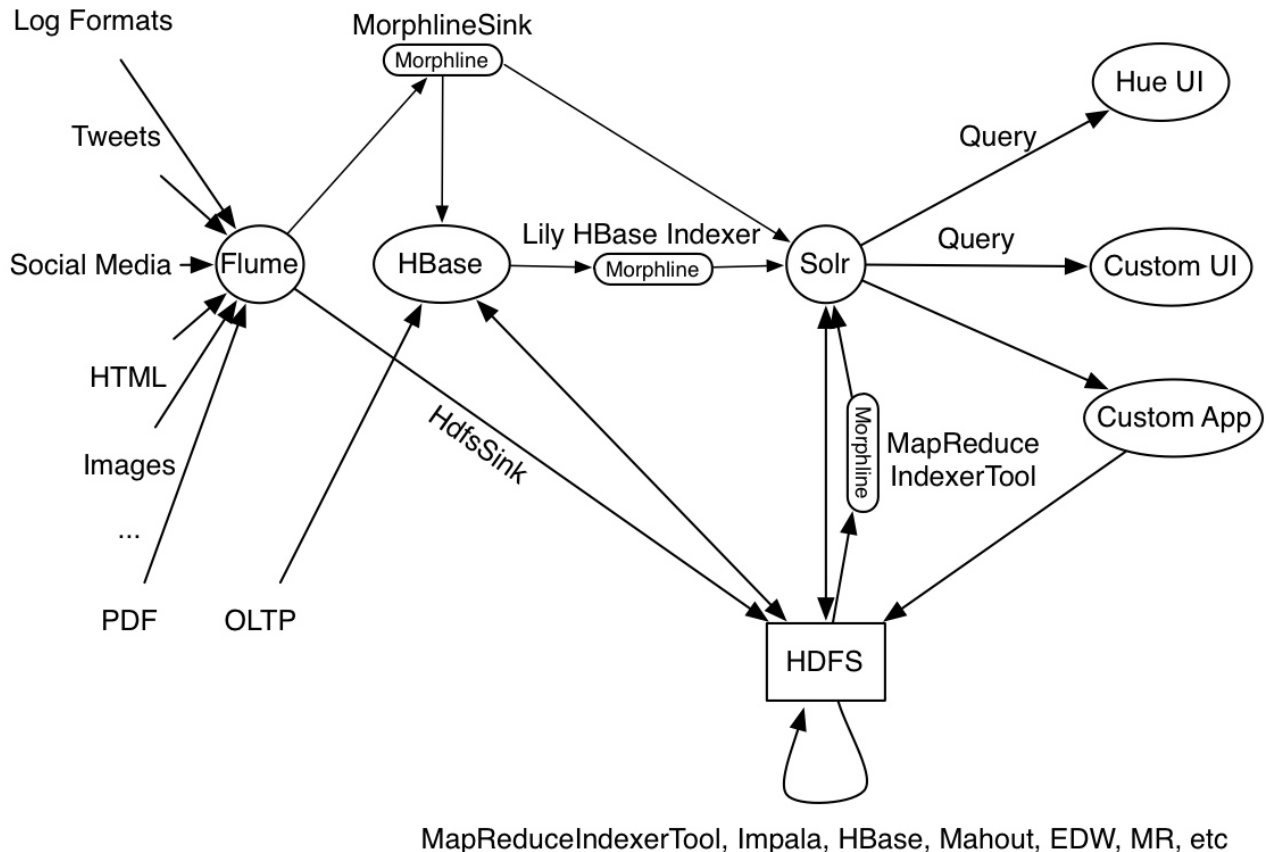 Log Formats
MorphlineSink
Morphline
Hue UI
Tweets
Query
Social Media
Flume
HBase
Lily HBase Indexer
Morphline
Solr
Query
Custom UI
HTML
HdfsSink
Morphline
MapReduce
IndexerTool
Custom App
Images
...
PDF
OLTP
HDFS
MapReduceIndexerTool, Impala, HBase, Mahout, EDW, MR, etc